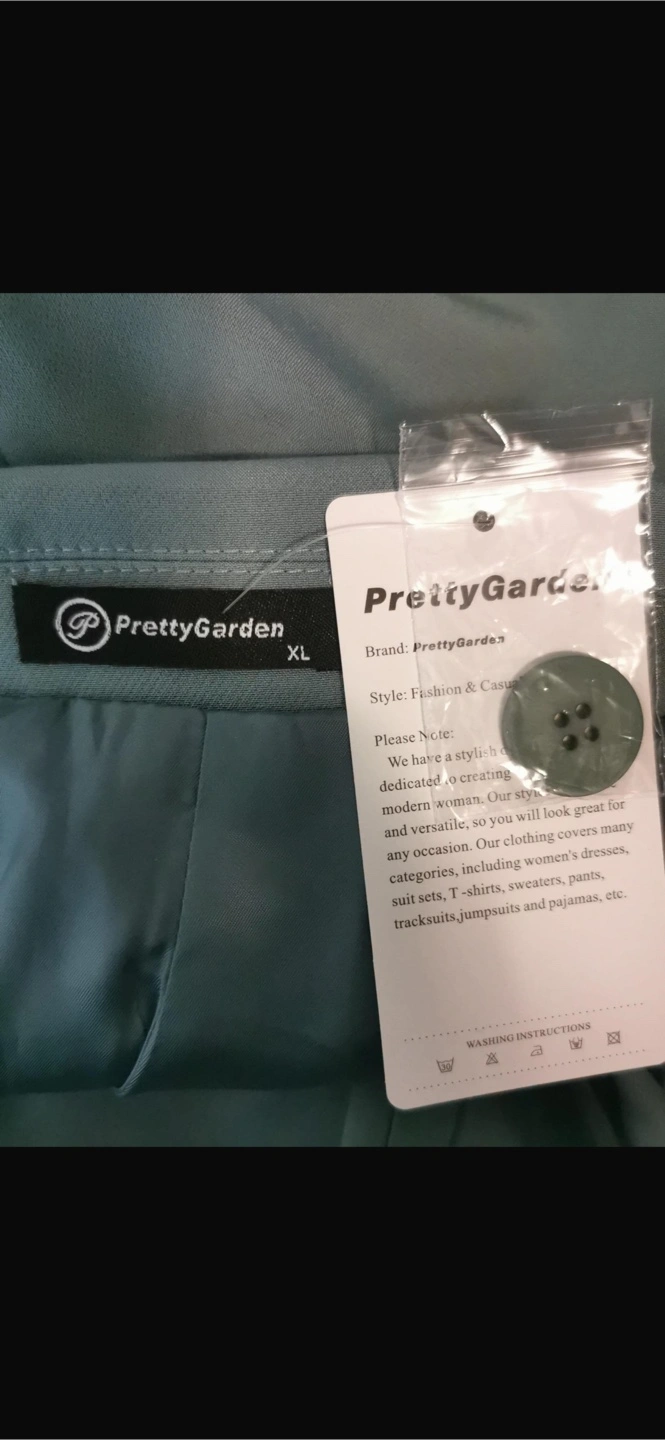 PrettyGarden
XL
PrettyGarden
Brand: PrettyGarden
Style: Fashion & Casual
Please Note:
We have a stylish
dedicated to creating
modern woman. Our
and versatile, so you will look great for
any occasion. Our clothing covers many
categories, including women's dresses,
suit sets, T -shirts, sweaters, pants,
tracksuits,jumpsuits and pajamas, etc.
WASHING INSTRUCTIONS
30